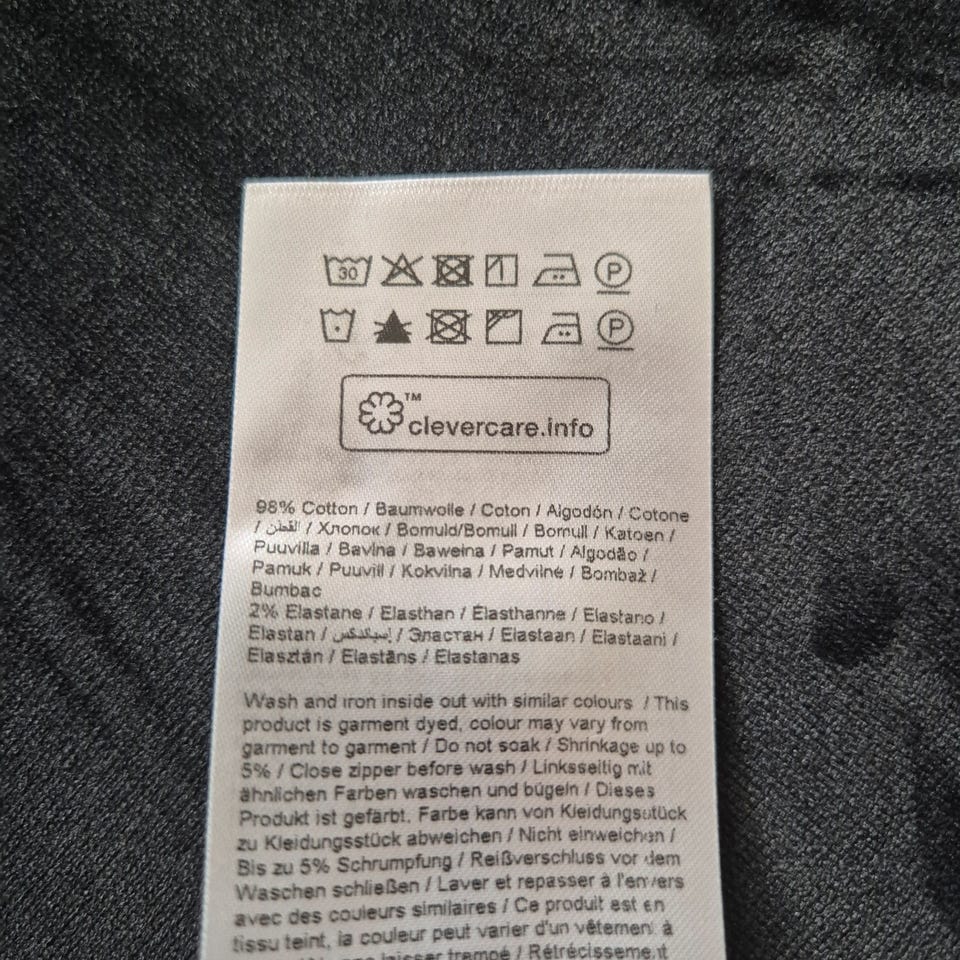 30 P
P
™
clevercare.info
98% Cotton / Baumwolle / Coton / Algodón / Cotone
/ القطن / Хлопок / Bomuld/Bomull / Bomull / Katoen /
Puuvilla / Bavlna / Bawełna / Pamut / Algodão /
Pamuk / Puuvill / Kokvilna / Medvilnė / Bombaž /
Bumbac
2% Elastane / Elasthan / Élasthanne / Elastano /
Elastan / إسباندكس / Эластан / Elastaan / Elastaani /
Elasztán / Elastāns / Elastanas
Wash and iron inside out with similar colours / This
product is garment dyed, colour may vary from
garment to garment / Do not soak / Shrinkage up to
5% / Close zipper before wash / Linksseitig mit
ähnlichen Farben waschen und bügeln / Dieses
Produkt ist gefärbt, Farbe kann von Kleidungsstück
zu Kleidungsstück abweichen / Nicht einweichen /
Bis zu 5% Schrumpfung / Reißverschluss vor dem
Waschen schließen / Laver et repasser à l'envers
avec des couleurs similaires / Ce produit est en
tissu teint, la couleur peut varier d'un vêtement à
laisser trempé / Rétrécissement